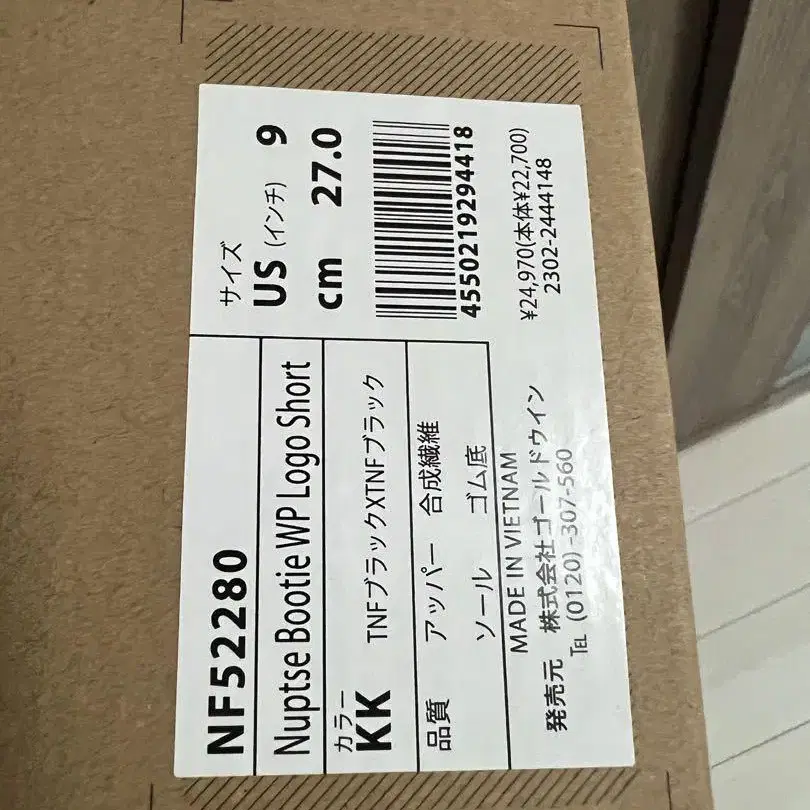 NF52280
Nuptse Bootie WP Logo Short
カラー
KK TNFブラックXTNFブラック
品質 アッパー 合成繊維
ソール ゴム底
MADE IN VIETNAM
発売元 株式会社ゴールドウイン
TEL (0120)-307-560
サイズ
US (インチ) 9
cm 27.0
4550219294418
¥24,970(本体¥22,700)
2302-2444148